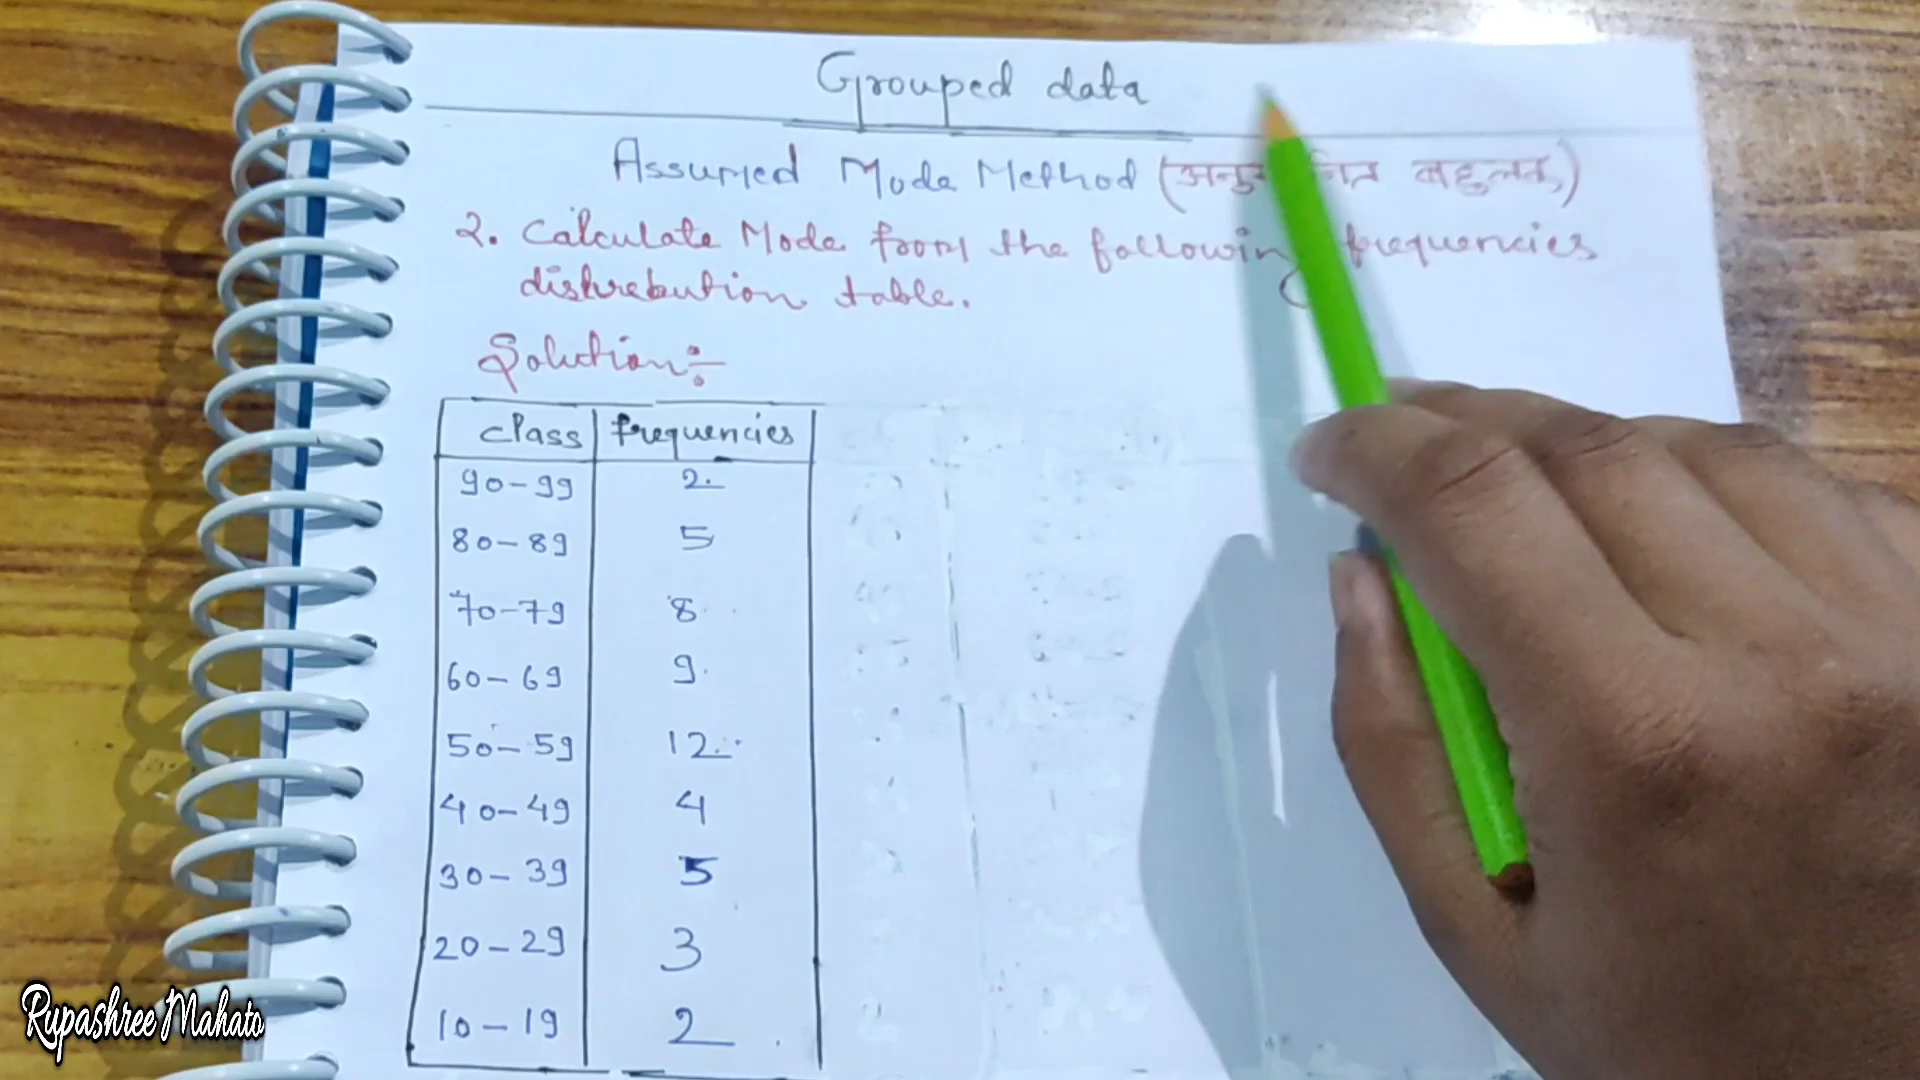 Grouped data
Assumed Mode Method ( बहुलक)
2. Calculate Mode from the following frequencies
distrebution table.
Solution:-
Class frequencies
90-99 2
80-89 5
70-79 8
60-69 9
50-59 12
40-49 4
30-39 5
20-29 3
10-19 2
Rupashree Mahato